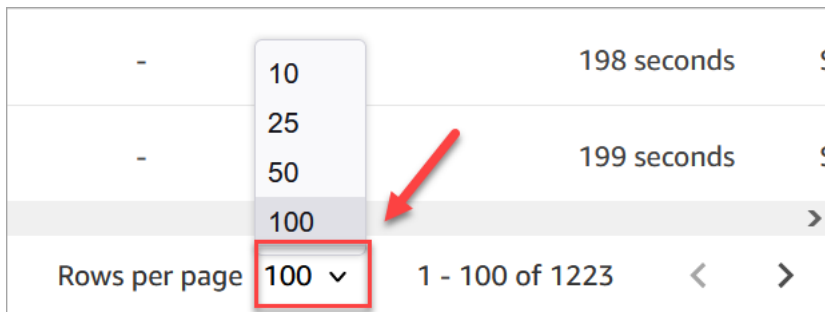 - 10 198 seconds S
25
- 50 199 seconds S
100
Rows per page 100 1 - 100 of 1223